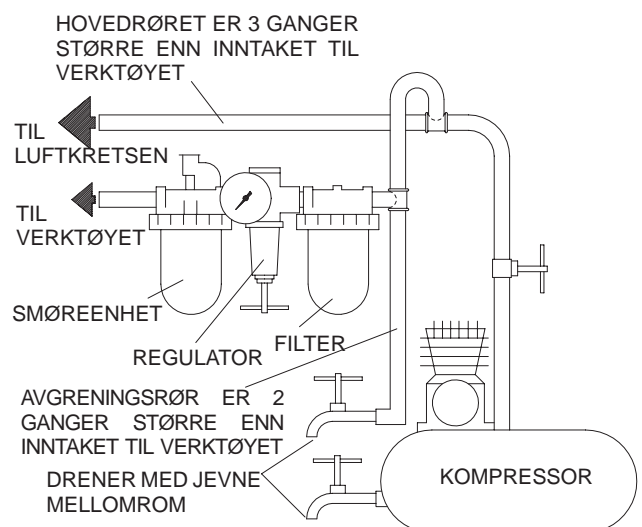 HOVEDRØRET ER 3 GANGER
STØRRE ENN INNTAKET TIL
VERKTØYET
TIL
LUFTKRETSEN
TIL
VERKTØYET
SMØREENHET
REGULATOR
FILTER
AVGRENINGSRØR ER 2
GANGER STØRRE ENN
INNTAKET TIL VERKTØYET
DRENER MED JEVNE
MELLOMROM
KOMPRESSOR